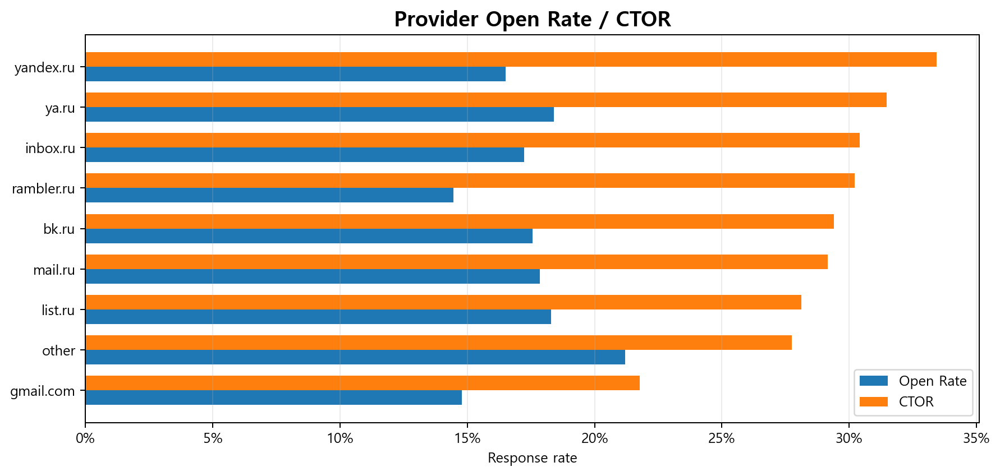 Provider Open Rate / CTOR
yandex.ru
ya.ru
inbox.ru
rambler.ru
bk.ru
mail.ru
list.ru
other
gmail.com
Open Rate
CTOR
0% 5% 10% 15% 20% 25% 30% 35%
Response rate